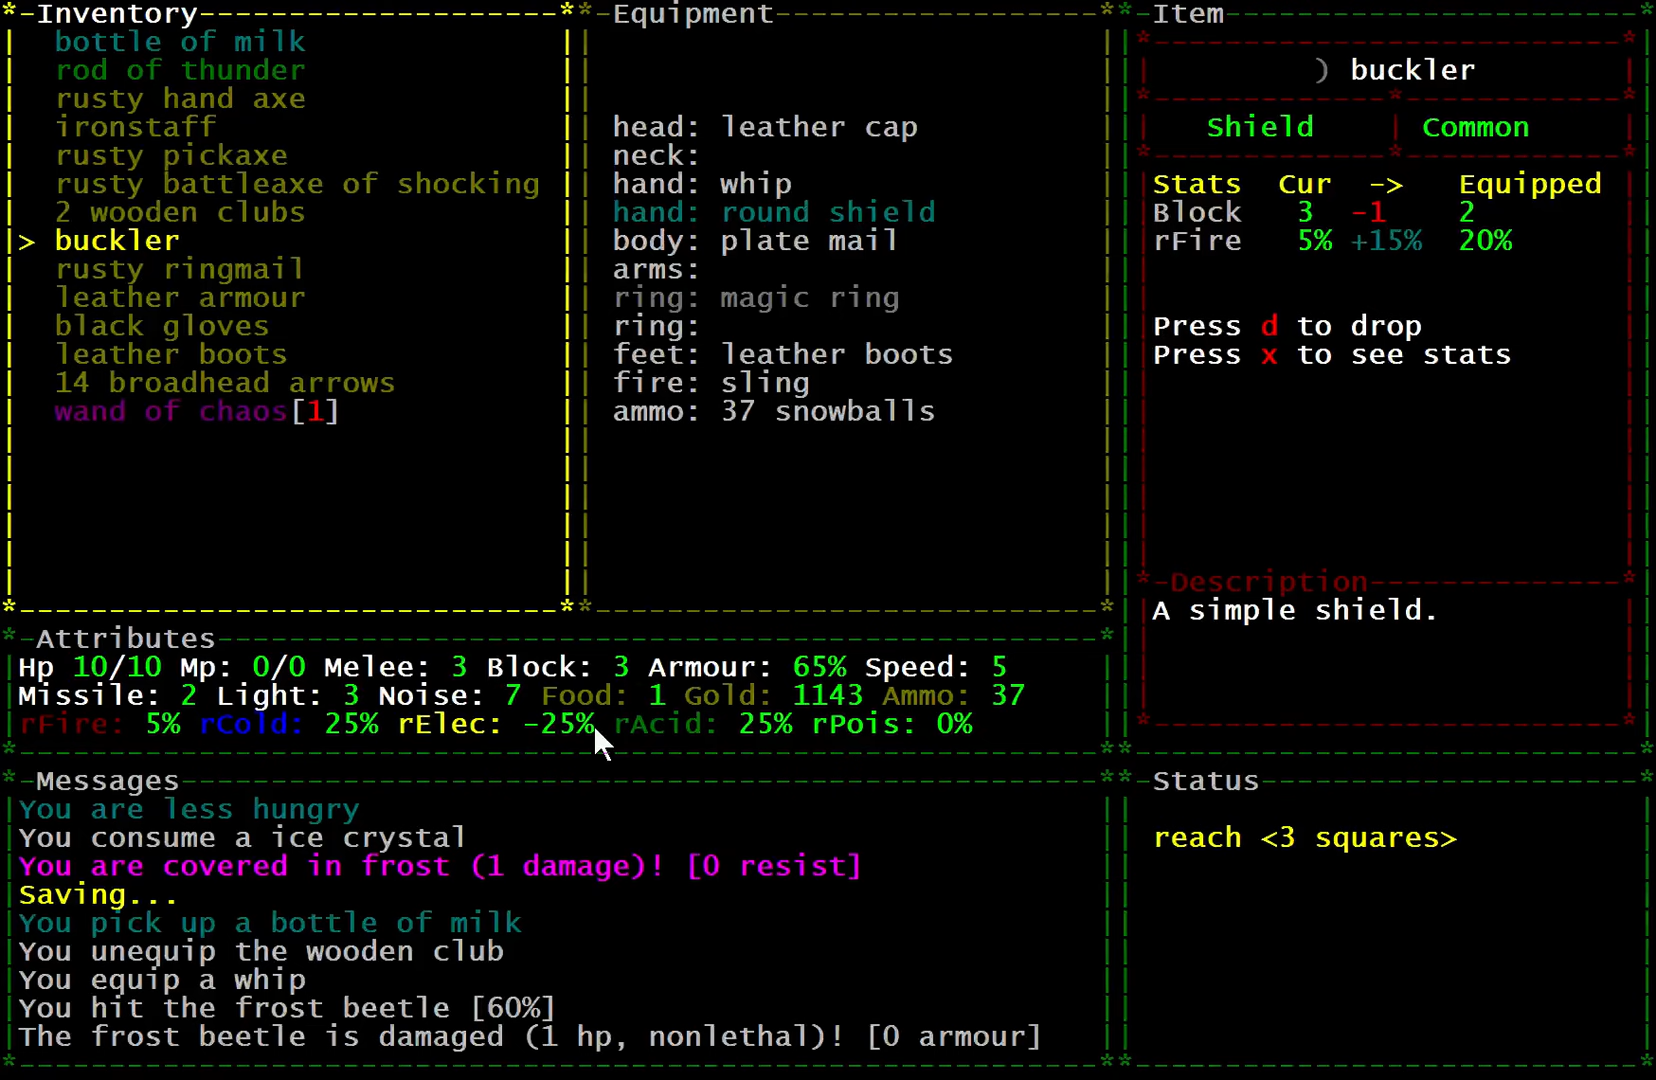 Inventory
bottle of milk
rod of thunder
rusty hand axe
ironstaff
rusty pickaxe
rusty battleaxe of shocking
2 wooden clubs
> buckler
rusty ringmail
leather armour
black gloves
leather boots
14 broadhead arrows
wand of chaos[1]
Equipment
head: leather cap
neck:
hand: whip
hand: round shield
body: plate mail
arms:
ring: magic ring
ring:
feet: leather boots
fire: sling
ammo: 37 snowballs
Item
) buckler
Shield | Common
Stats Cur -> Equipped
Block 3 -1 2
rFire 5% +15% 20%
Press d to drop
Press x to see stats
Description
A simple shield.
Attributes
Hp 10/10 Mp: 0/0 Melee: 3 Block: 3 Armour: 65% Speed: 5
Missile: 2 Light: 3 Noise: 7 Food: 1 Gold: 1143 Ammo: 37
rFire: 5% rCold: 25% rElec: -25% rAcid: 25% rPois: 0%
Messages
You are less hungry
You consume a ice crystal
You are covered in frost (1 damage)! [0 resist]
Saving...
You pick up a bottle of milk
You unequip the wooden club
You equip a whip
You hit the frost beetle [60%]
The frost beetle is damaged (1 hp, nonlethal)! [0 armour]
Status
reach <3 squares>